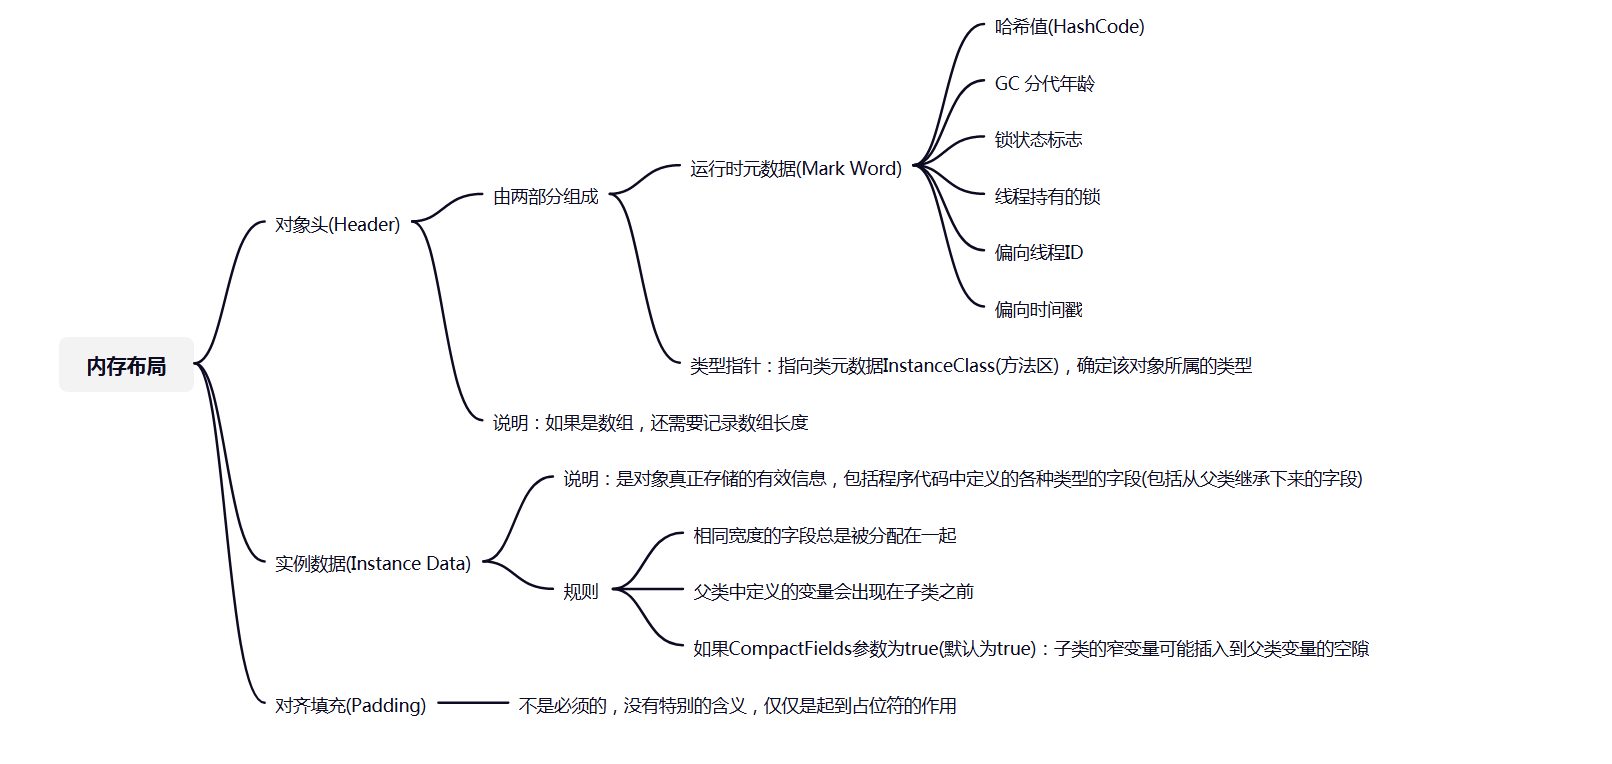 内存布局
对象头(Header)
由两部分组成
运行时元数据(Mark Word)
哈希值(HashCode)
GC 分代年龄
锁状态标志
线程持有的锁
偏向线程ID
偏向时间戳
类型指针：指向类元数据InstanceClass(方法区)，确定该对象所属的类型
说明：如果是数组，还需要记录数组长度
实例数据(Instance Data)
说明：是对象真正存储的有效信息，包括程序代码中定义的各种类型的字段(包括从父类继承下来的字段)
规则
相同宽度的字段总是被分配在一起
父类中定义的变量会出现在子类之前
如果CompactFields参数为true(默认为true)：子类的窄变量可能插入到父类变量的空隙
对齐填充(Padding)
不是必须的，没有特别的含义，仅仅是起到占位符的作用